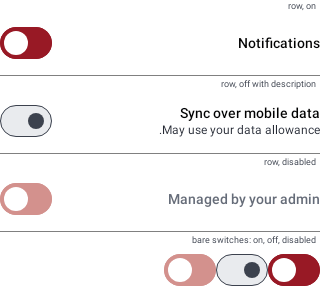 row, on
Notifications
row, off with description
Sync over mobile data
.May use your data allowance
row, disabled
Managed by your admin
bare switches: on, off, disabled